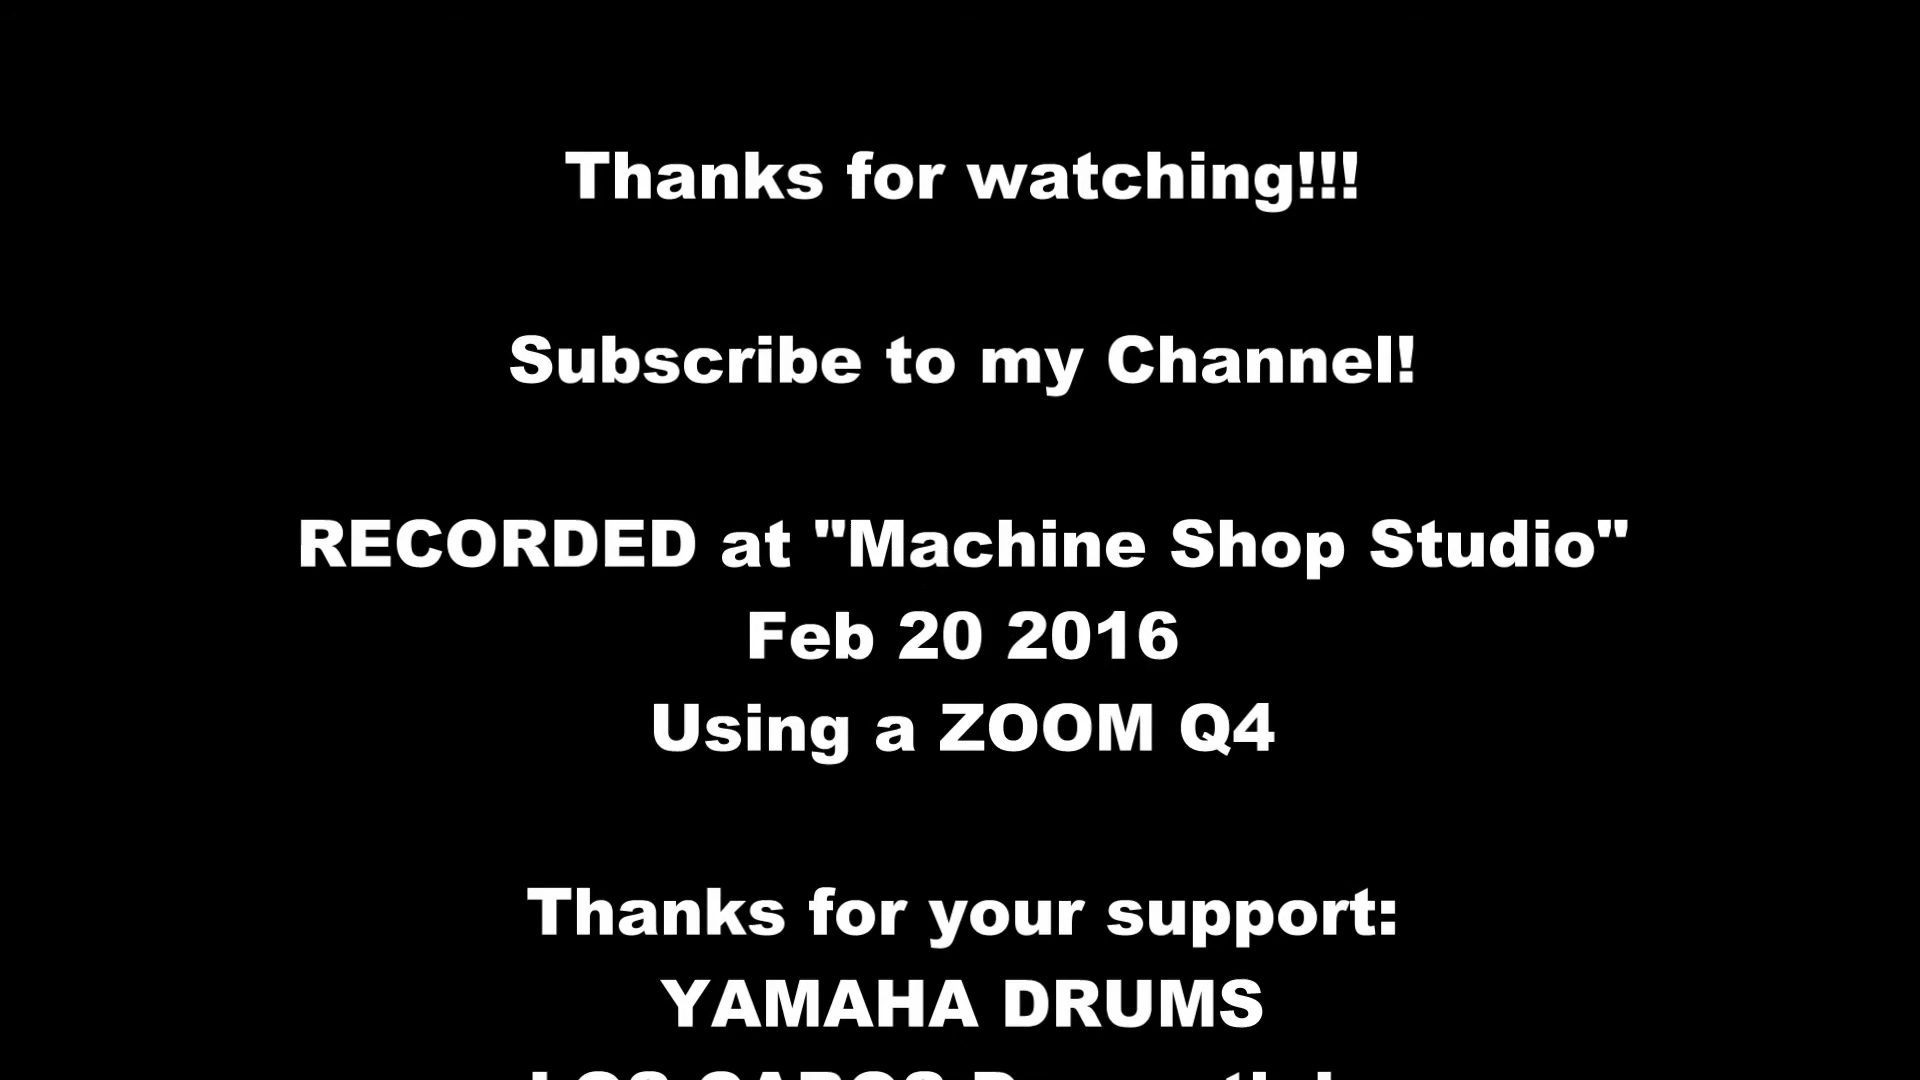 Thanks for watching!!!
Subscribe to my Channel!
RECORDED at "Machine Shop Studio"
Feb 20 2016
Using a ZOOM Q4
Thanks for your support:
YAMAHA DRUMS